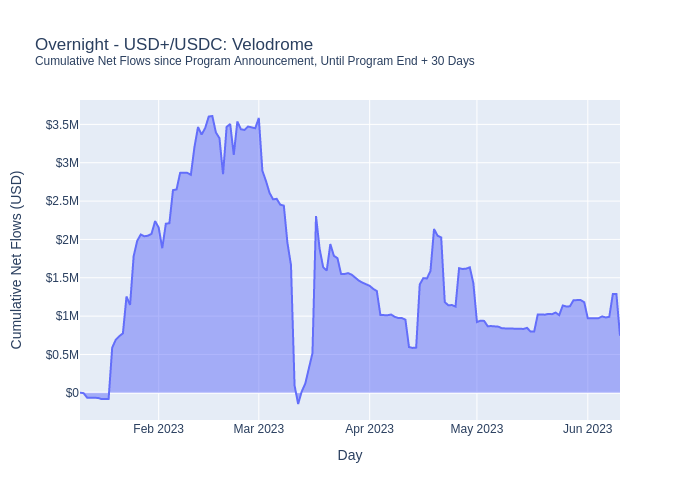 Overnight - USD+/USDC: Velodrome
Cumulative Net Flows since Program Announcement, Until Program End + 30 Days
Cumulative Net Flows (USD)
$3.5M
$3M
$2.5M
$2M
$1.5M
$1M
$0.5M
$0
Feb 2023 Mar 2023 Apr 2023 May 2023 Jun 2023
Day